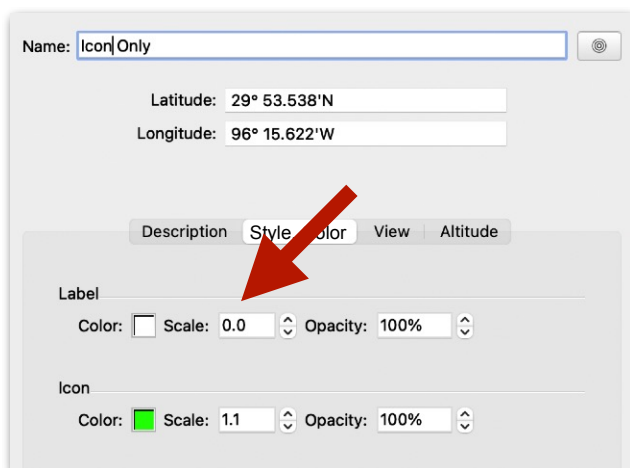 Name: Icon Only
Latitude: 29° 53.538'N
Longitude: 96° 15.622'W
Description Style View Altitude
Label
Color: Scale: 0.0 Opacity: 100%
Icon
Color: Scale: 1.1 Opacity: 100%